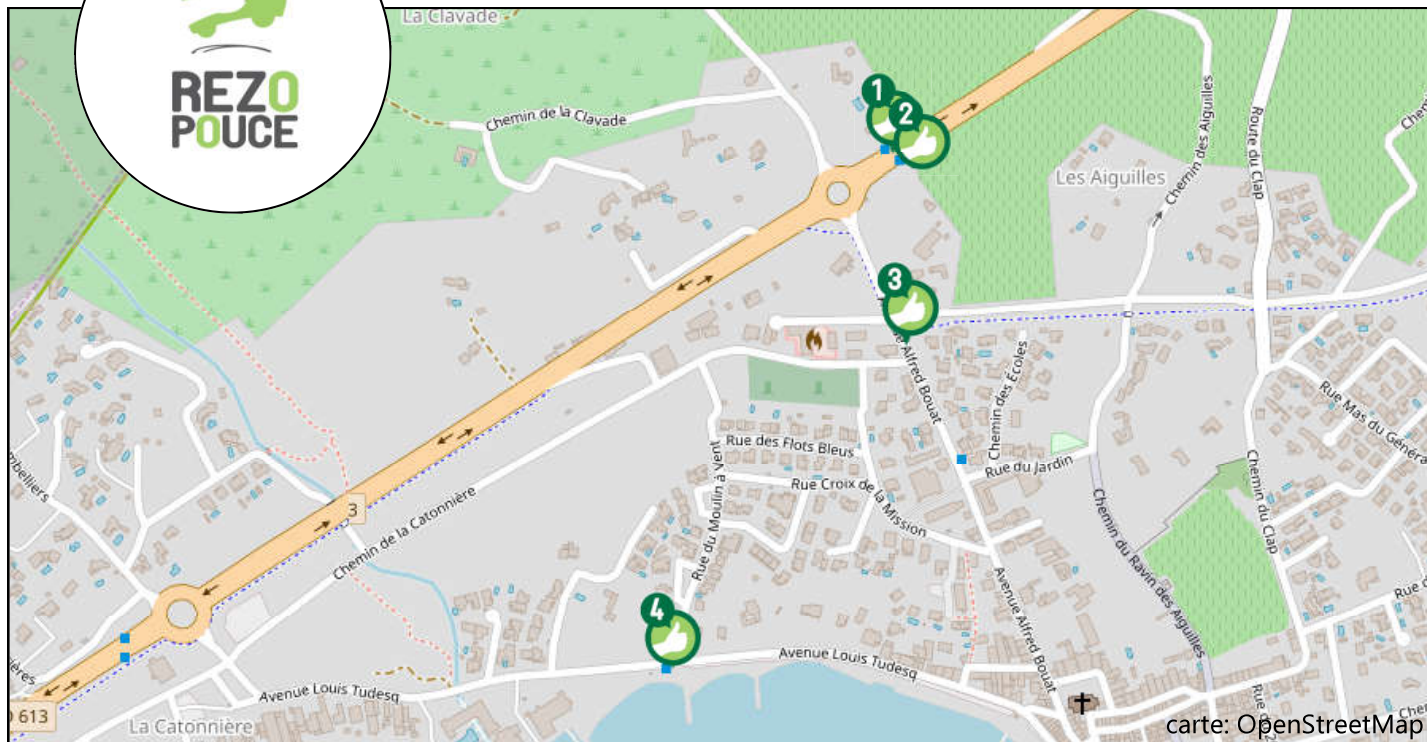 La Clavade
REZO
POUCE
Chemin de la Clavade
1
2
Chemin des Aiguilles
Route du Clap
Les Aiguilles
3
Alfred Bouat
Chemin des Écoles
Rue Mas du Généra
Rue des Flots Bleus
Rue du Moulin à Vent
Rue Croix de la Mission
Rue du Jardin
Chemin de la Catonnière
3
Chemin du Ravin des Aiguilles
Chemin du Clap
Avenue Alfred Bouat
4
Avenue Louis Tudesq
Avenue Louis Tudesq
613
La Catonnière
carte: OpenStreetMap